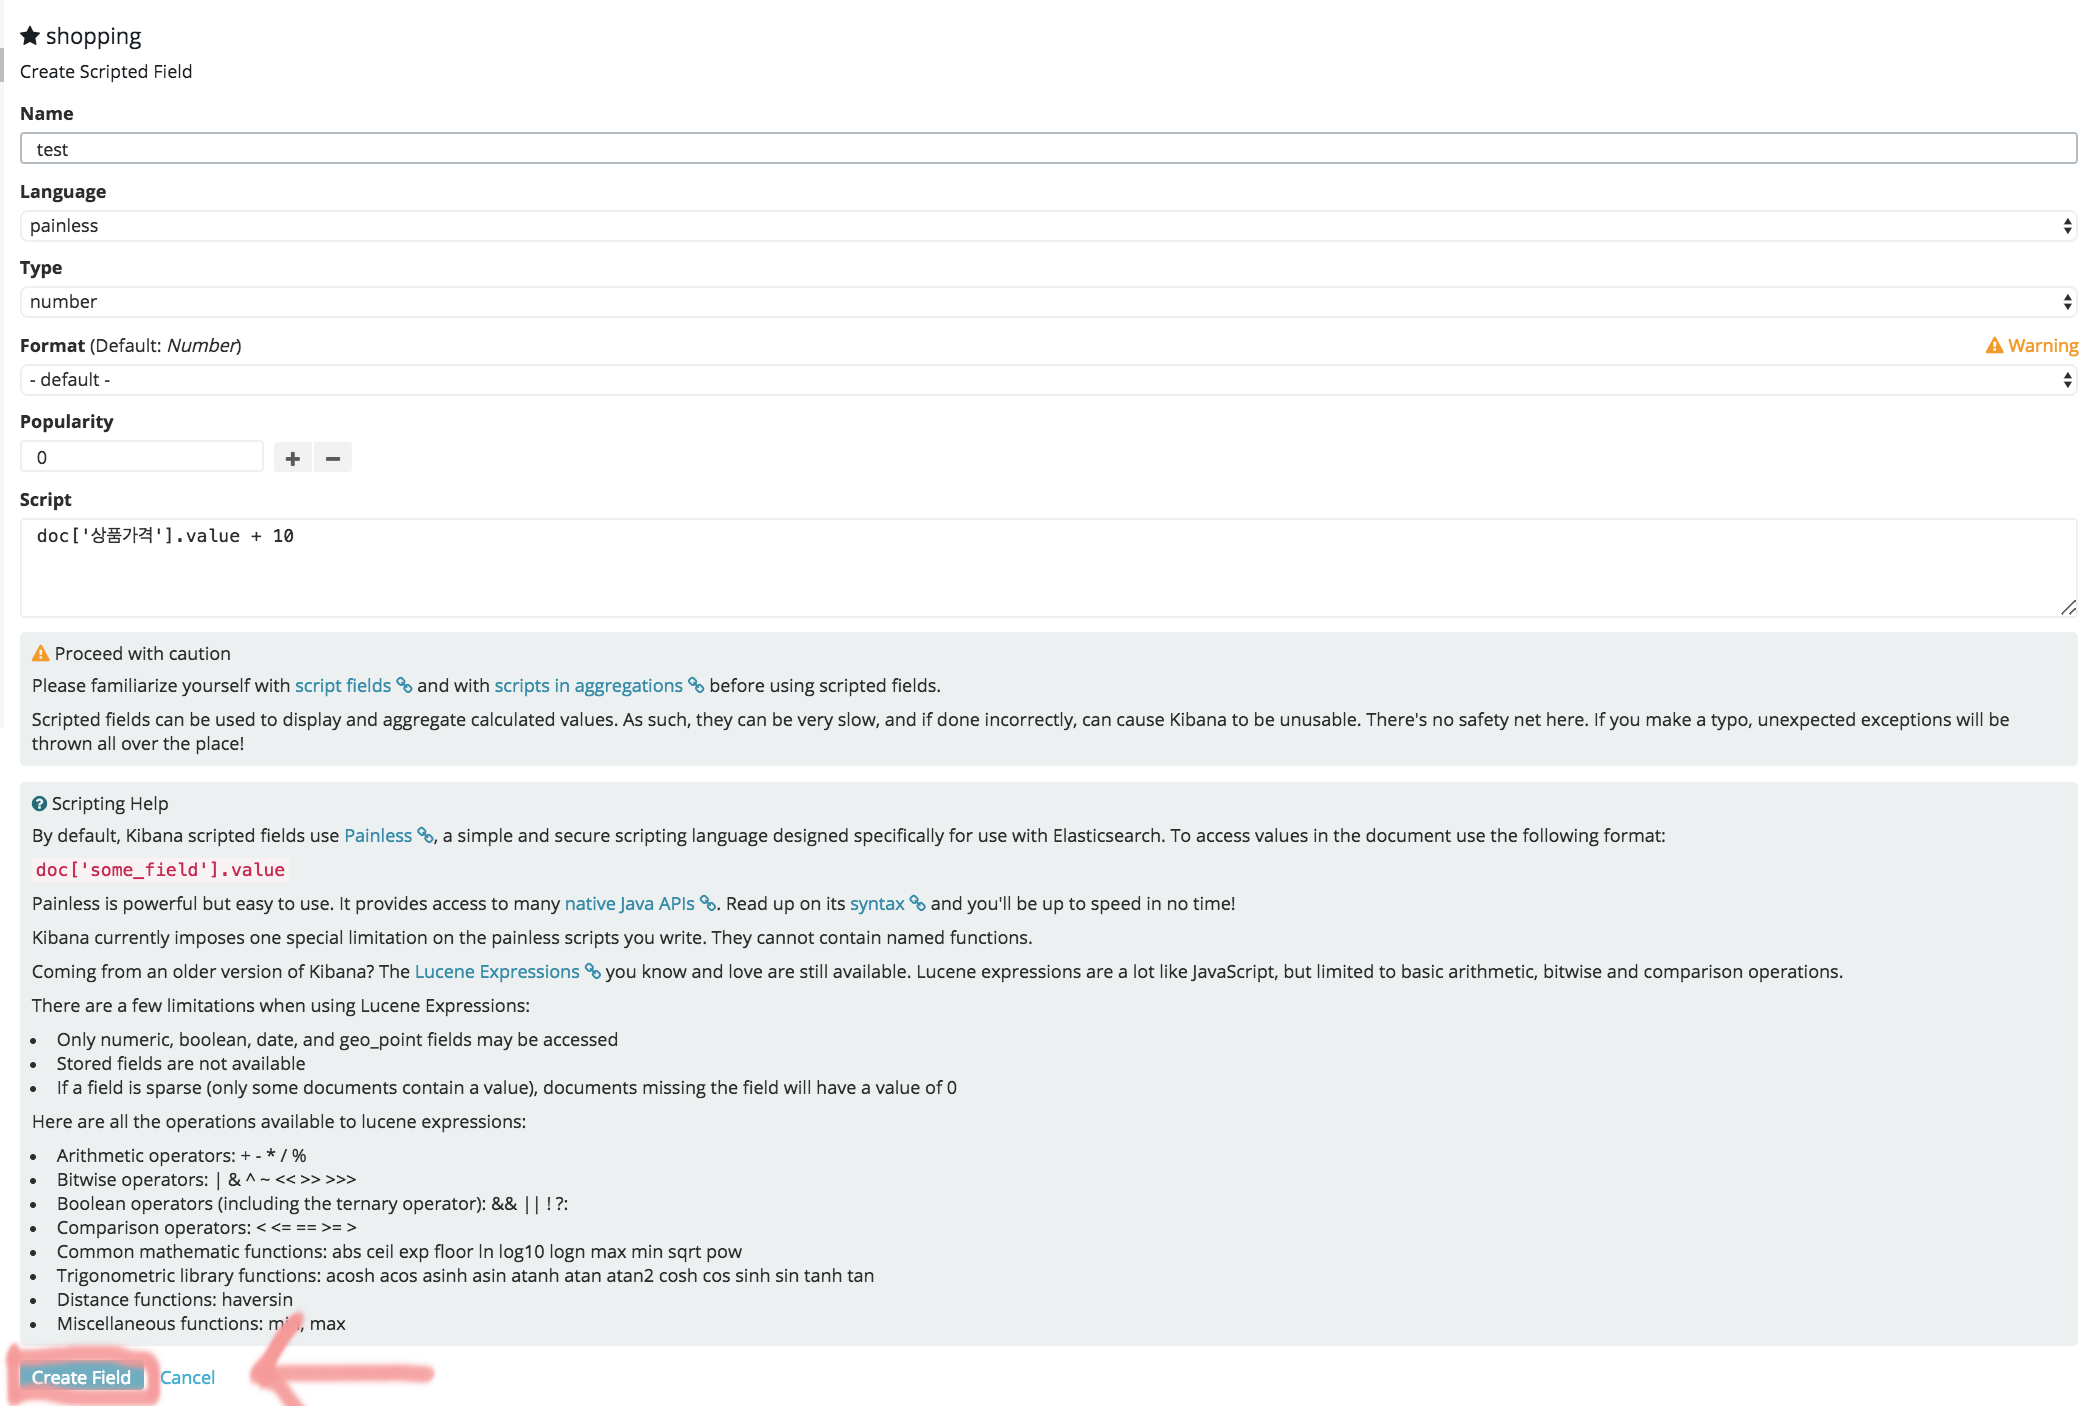 shopping
Create Scripted Field
Name
test
Language
painless
Type
number
Format (Default: Number)
Warning
- default -
Popularity
0
Script
doc['상품가격'].value + 10
Proceed with caution
Please familiarize yourself with script fields and with scripts in aggregations before using scripted fields.
Scripted fields can be used to display and aggregate calculated values. As such, they can be very slow, and if done incorrectly, can cause Kibana to be unusable. There's no safety net here. If you make a typo, unexpected exceptions will be
thrown all over the place!
Scripting Help
By default, Kibana scripted fields use Painless , a simple and secure scripting language designed specifically for use with Elasticsearch. To access values in the document use the following format:
doc['some_field'].value
Painless is powerful but easy to use. It provides access to many native Java APIs . Read up on its syntax and you'll be up to speed in no time!
Kibana currently imposes one special limitation on the painless scripts you write. They cannot contain named functions.
Coming from an older version of Kibana? The Lucene Expressions you know and love are still available. Lucene expressions are a lot like JavaScript, but limited to basic arithmetic, bitwise and comparison operations.
There are a few limitations when using Lucene Expressions:
• Only numeric, boolean, date, and geo_point fields may be accessed
• Stored fields are not available
• If a field is sparse (only some documents contain a value), documents missing the field will have a value of 0
Here are all the operations available to lucene expressions:
• Arithmetic operators: + - * / %
• Bitwise operators: | & ^ ~ << >> >>>
• Boolean operators (including the ternary operator): && || ! ?:
• Comparison operators: < <= == >= >
• Common mathematic functions: abs ceil exp floor ln log10 logn max min sqrt pow
• Trigonometric library functions: acosh acos asinh asin atanh atan atan2 cosh cos sinh sin tanh tan
• Distance functions: haversin
• Miscellaneous functions: min, max
Create Field Cancel